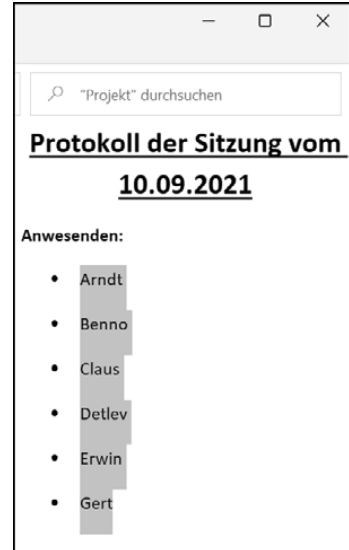 "Projekt" durchsuchen
Protokoll der Sitzung vom
10.09.2021
Anwesenden:
• Arndt
• Benno
• Claus
• Detlev
• Erwin
• Gert